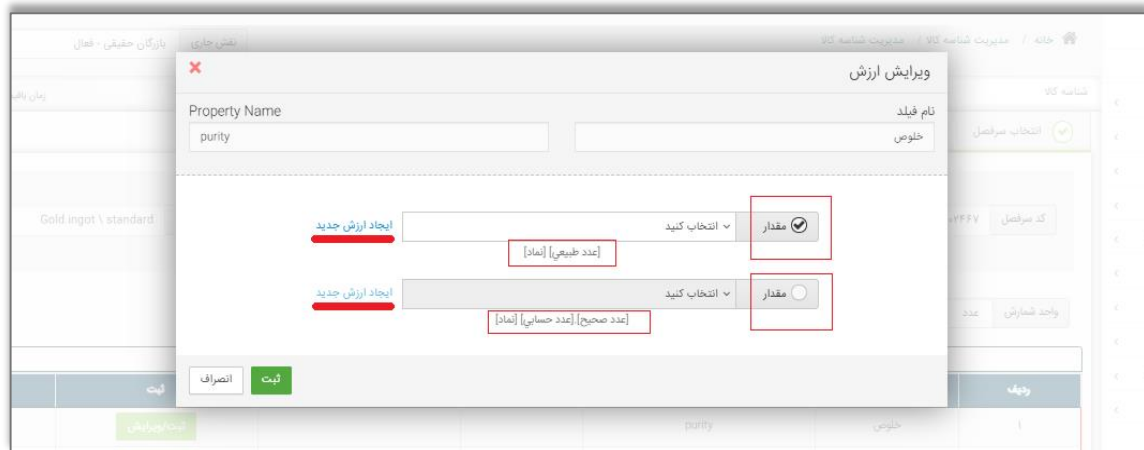 خانه / مدیریت شناسه کالا / مدیریت شناسه کالا
نقش جاری بازرگان حقیقی - فعال
ویرایش ارزش
شناسه کالا
نام فیلد
Property Name
خلوص
purity
انتخاب سرفصل
مقدار
انتخاب کنید
ایجاد ارزش جدید
[عدد طبیعی] [نماد]
کد سرفصل
Gold ingot \ standard
مقدار
انتخاب کنید
ایجاد ارزش جدید
[عدد صحیح].[عدد حسابی] [نماد]
واحد شمارش عدد
ثبت
انصراف
ردیف
ثبت
۱
خلوص
purity
ثبت/ویرایش